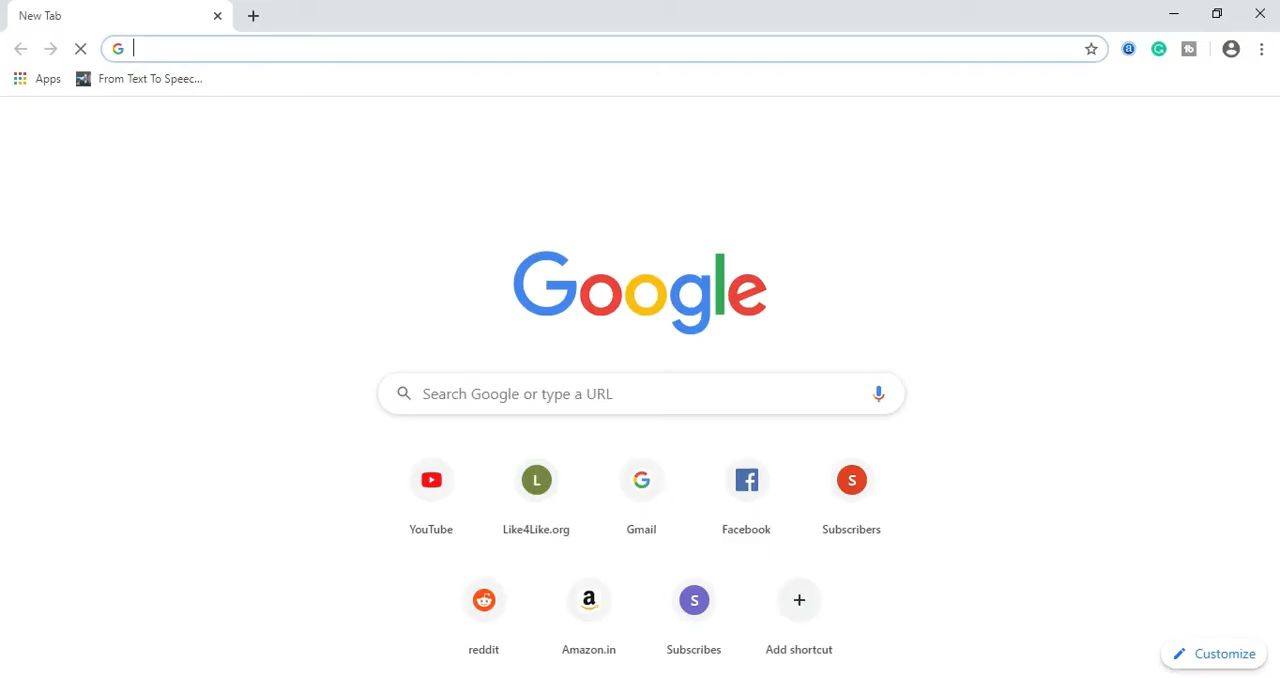 New Tab
Apps From Text To Speec...
Google
Search Google or type a URL
L S
YouTube Like4Like.org Gmail Facebook Subscribers
a S
reddit Amazon.in Subscribes Add shortcut
Customize